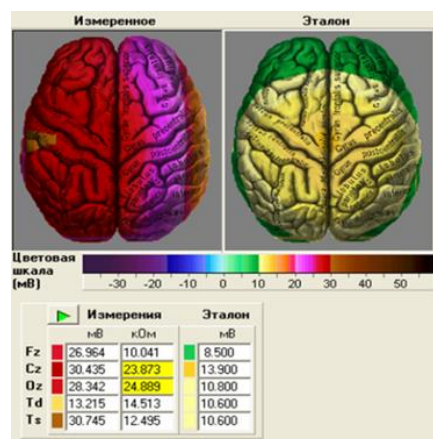 Измеренное Эталон
Цветовая
шкала
(мВ)
-30 -20 -10 0 10 20 30 40 50
Измерения Эталон
мВ кОм мВ
Fz 26.964 10.041 8.500
Cz 30.435 23.873 13.900
Oz 28.342 24.889 10.800
Td 13.215 14.513 10.600
Ts 30.745 12.495 10.600